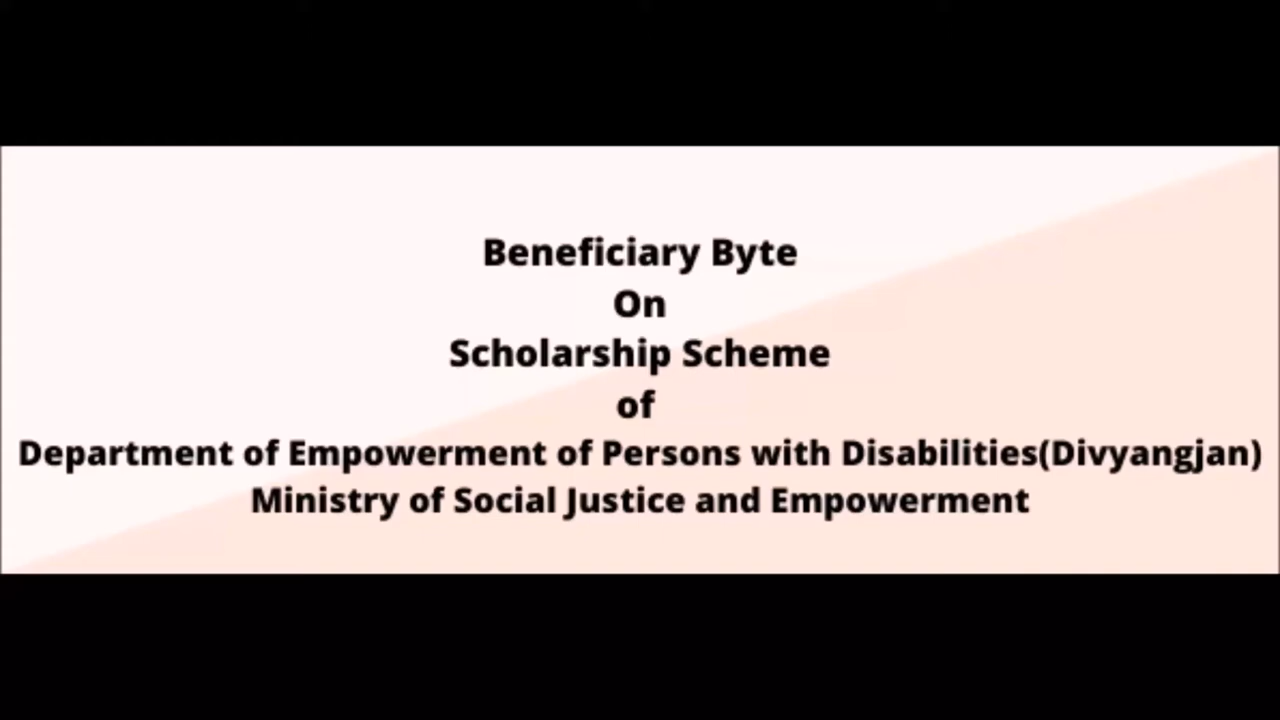 Beneficiary Byte
On
Scholarship Scheme
of
Department of Empowerment of Persons with Disabilities(Divyangjan)
Ministry of Social Justice and Empowerment